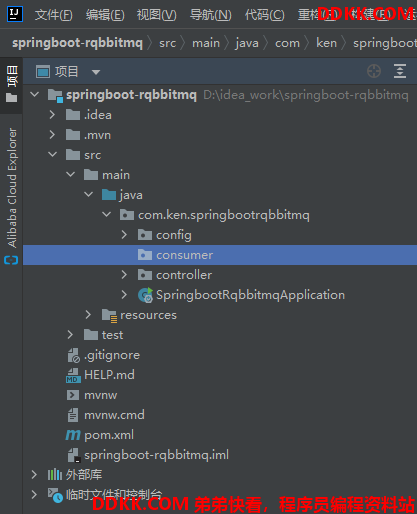 IJ 文件(F) 编辑(E) 视图(V) 导航(N) 代码(C) 重构 构建(B)
DDKK.COM
springboot-rqbbitmq 〉 src 〉 main 〉 java 〉 com 〉 ken 〉 springboo
项目
项目
Alibaba Cloud Explorer
springboot-rqbbitmq D:\idea_work\springboot-rqbbitmq
.idea
.mvn
src
main
java
com.ken.springbootrqbbitmq
config
consumer
controller
SpringbootRqbbitmqApplication
resources
test
.gitignore
HELP.md
mvnw
mvnw.cmd
pom.xml
springboot-rqbbitmq.iml
外部库
临时文件和控制台
DDKK.COM 弟弟快看，程序员编程资料站